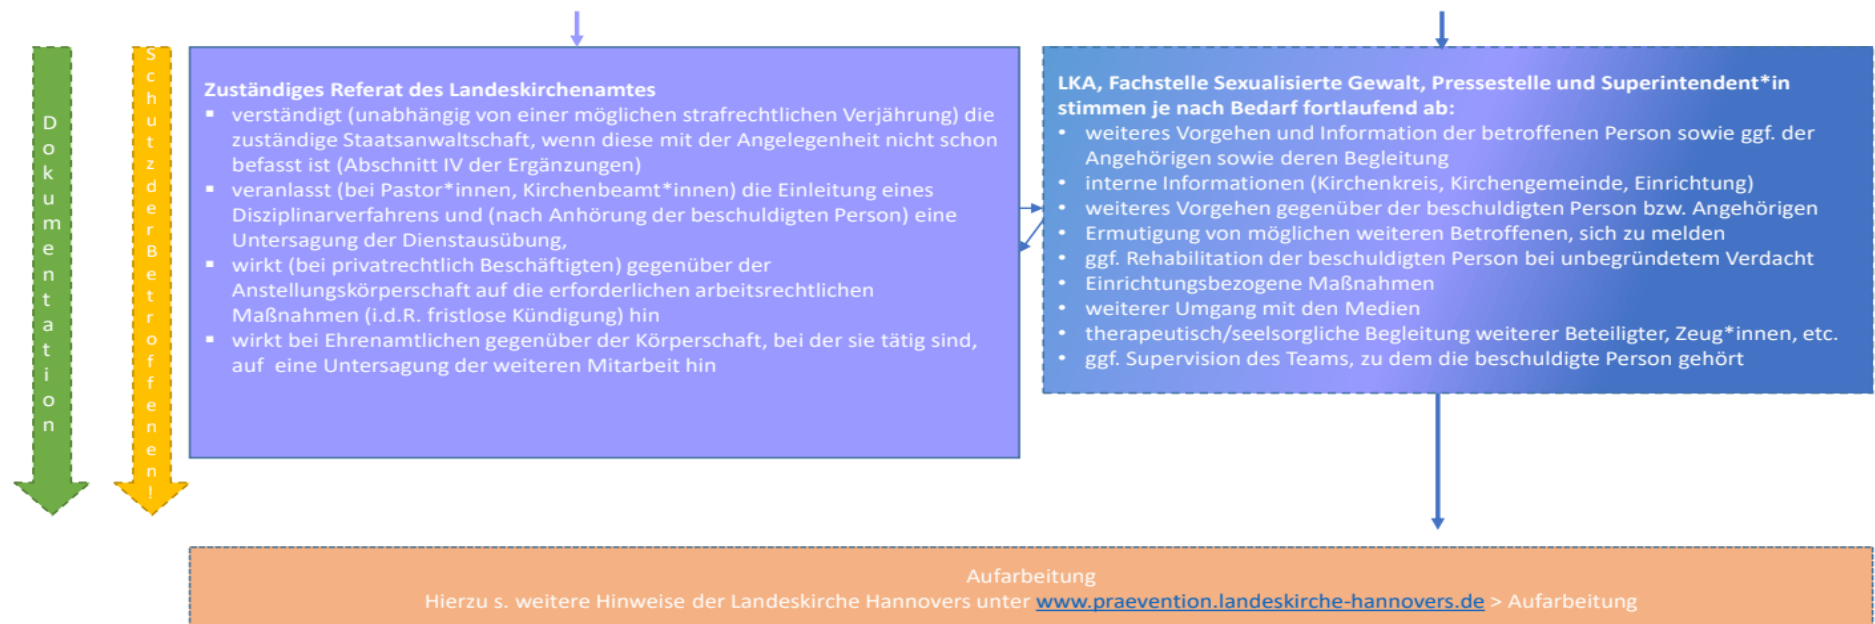 Dokumentation
Schutz der Betroffenen!
Zuständiges Referat des Landeskirchenamtes
▪ verständigt (unabhängig von einer möglichen strafrechtlichen Verjährung) die
zuständige Staatsanwaltschaft, wenn diese mit der Angelegenheit nicht schon
befasst ist (Abschnitt IV der Ergänzungen)
▪ veranlasst (bei Pastor*innen, Kirchenbeamt*innen) die Einleitung eines
Disziplinarverfahrens und (nach Anhörung der beschuldigten Person) eine
Untersagung der Dienstausübung,
▪ wirkt (bei privatrechtlich Beschäftigten) gegenüber der
Anstellungskörperschaft auf die erforderlichen arbeitsrechtlichen
Maßnahmen (i.d.R. fristlose Kündigung) hin
▪ wirkt bei Ehrenamtlichen gegenüber der Körperschaft, bei der sie tätig sind,
auf eine Untersagung der weiteren Mitarbeit hin
LKA, Fachstelle Sexualisierte Gewalt, Pressestelle und Superintendent*in
stimmen je nach Bedarf fortlaufend ab:
• weiteres Vorgehen und Information der betroffenen Person sowie ggf. der
Angehörigen sowie deren Begleitung
• interne Informationen (Kirchenkreis, Kirchengemeinde, Einrichtung)
• weiteres Vorgehen gegenüber der beschuldigten Person bzw. Angehörigen
• Ermutigung von möglichen weiteren Betroffenen, sich zu melden
• ggf. Rehabilitation der beschuldigten Person bei unbegründetem Verdacht
• Einrichtungsbezogene Maßnahmen
• weiterer Umgang mit den Medien
• therapeutisch/seelsorgliche Begleitung weiterer Beteiligter, Zeug*innen, etc.
• ggf. Supervision des Teams, zu dem die beschuldigte Person gehört
Aufarbeitung
Hierzu s. weitere Hinweise der Landeskirche Hannovers unter www.praevention.landeskirche-hannovers.de > Aufarbeitung